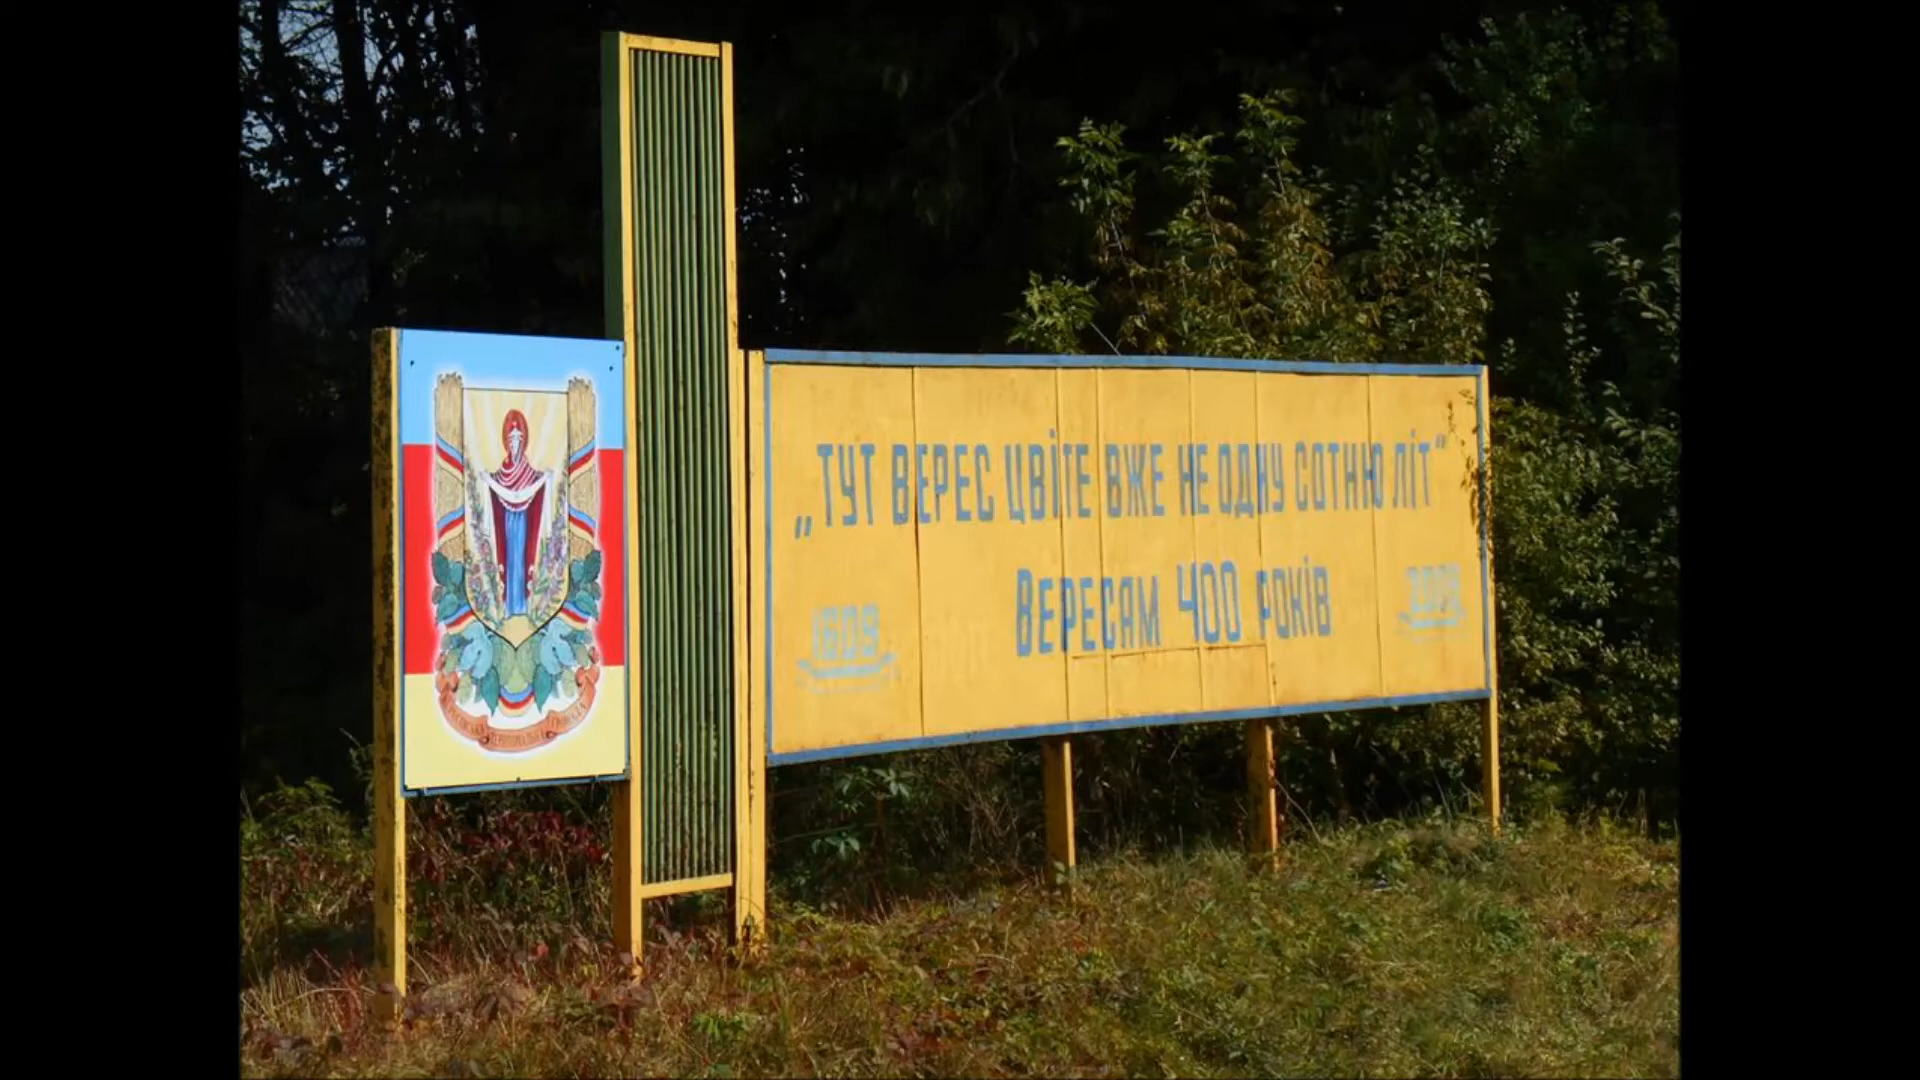 „ТУТ ВЕРЕС ЦВіТЕ ВЖЕ НЕ ОДНУ СОТНЮ ЛіТ“
ВЕРЕСАМ 400 РОКіВ
1609
2009